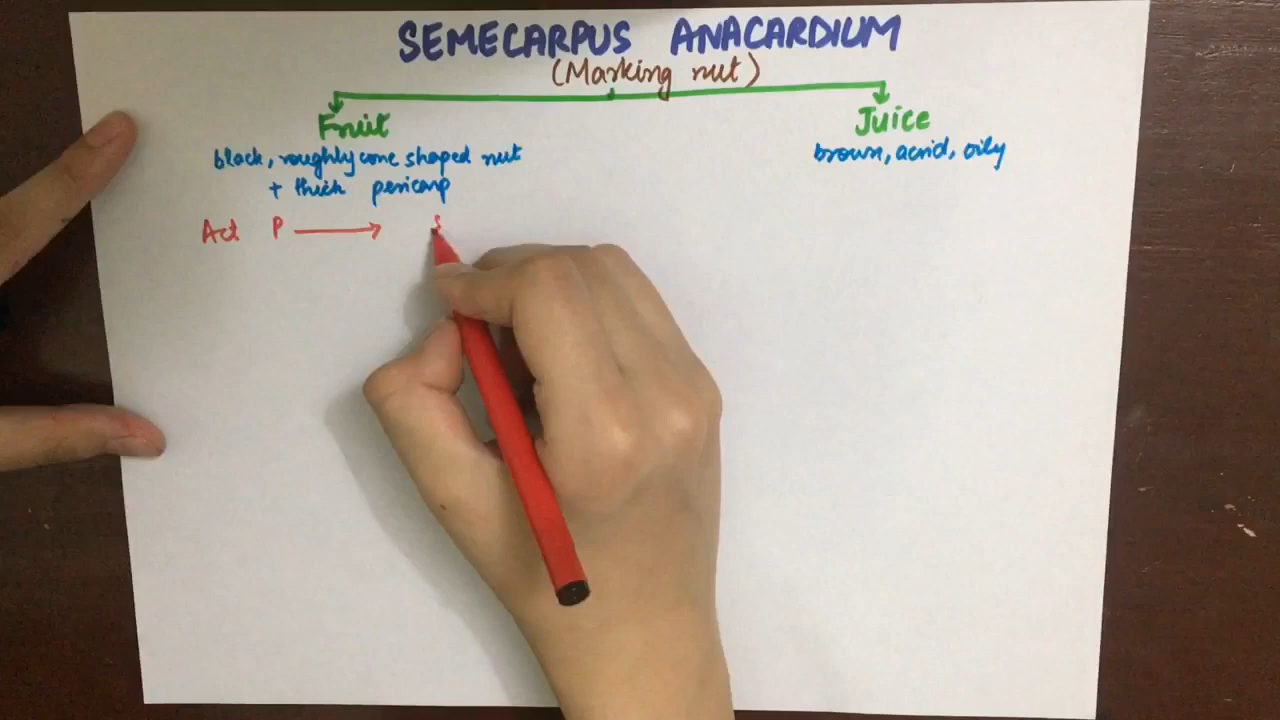 SEMECARPUS ANACARDIUM
(Marking nut)
Fruit
black, roughly cone shaped nut
+ thick pericarp
Act P → S
Juice
brown, acrid, oily